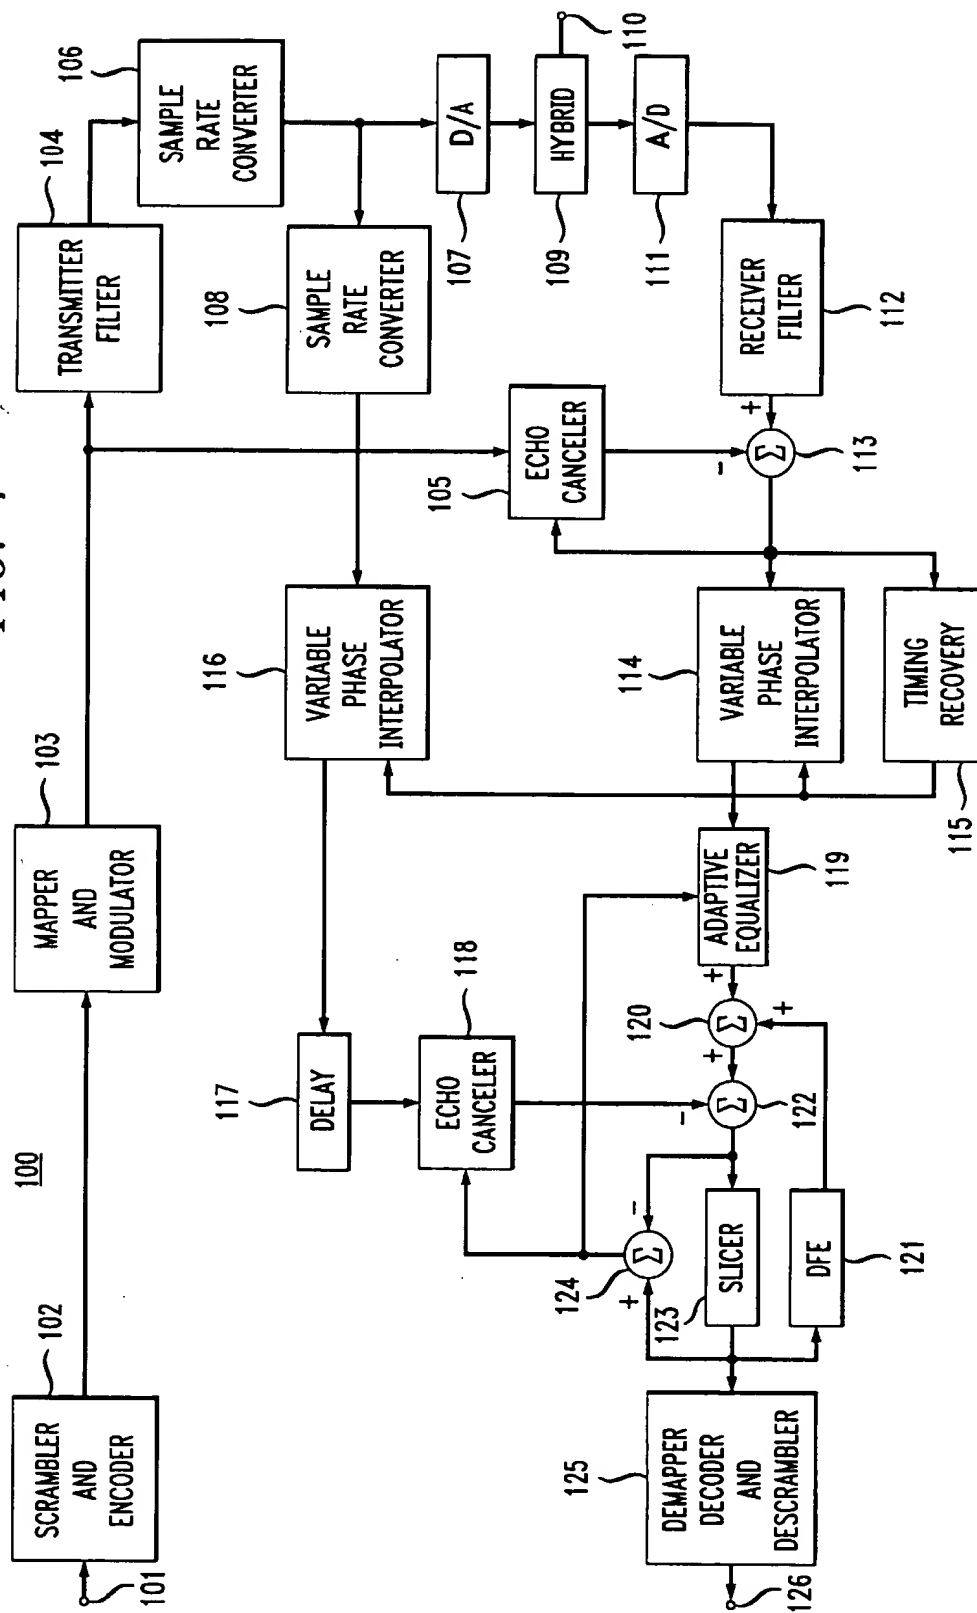 100
101
SCRAMBLER
AND
ENCODER
102
MAPPER
AND
MODULATOR
103
TRANSMITTER
FILTER
104
SAMPLE
RATE
CONVERTER
106
SAMPLE
RATE
CONVERTER
108
VARIABLE
PHASE
INTERPOLATOR
116
DELAY
117
ECHO
CANCELER
118
ECHO
CANCELER
105
D/A
107
HYBRID
109
110
A/D
111
RECEIVER
FILTER
112
+
-
Σ
113
VARIABLE
PHASE
INTERPOLATOR
114
TIMING
RECOVERY
115
ADAPTIVE
EQUALIZER
119
+
Σ
120
+
+
-
Σ
122
-
Σ
124
+
SLICER
123
DFE
121
DEMAPPER
DECODER
AND
DESCRAMBLER
125
126